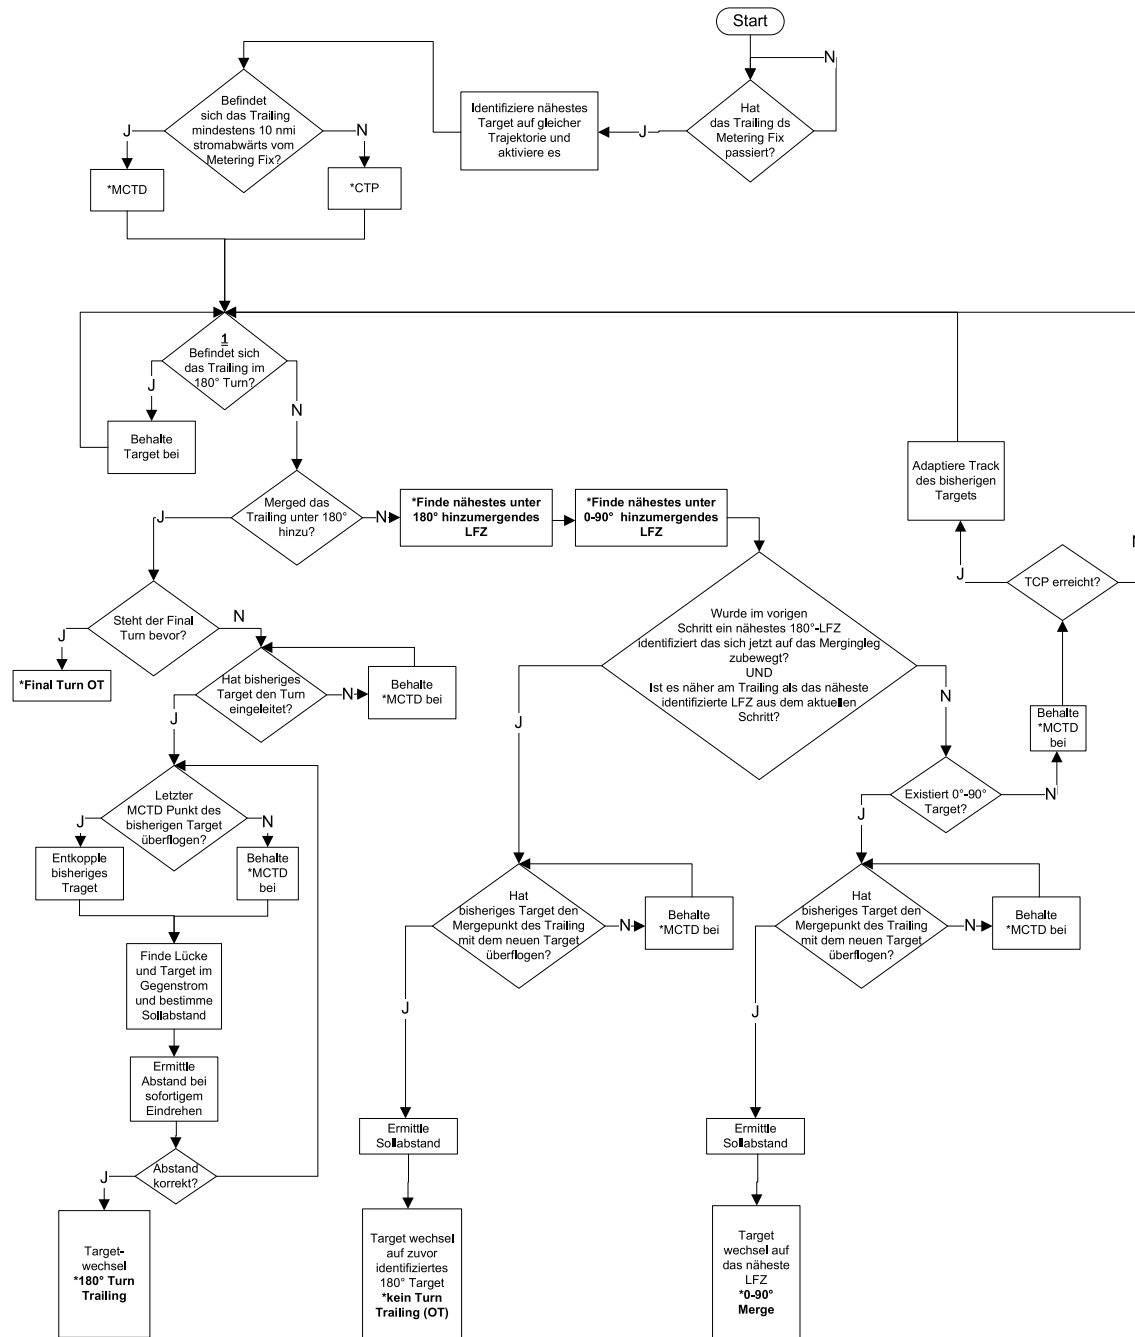 Start
N
Hat
das Trailing ds
Metering Fix
passiert?
J
Identifiziere nähestes
Target auf gleicher
Trajektorie und
aktiviere es
Befindet
sich das Trailing
mindestens 10 nmi
stromabwärts vom
Metering Fix?
J
N
*MCTD
*CTP
1
Befindet sich
das Trailing im
180° Turn?
J
N
Behalte
Target bei
Merged das
Trailing unter 180°
hinzu?
J
N
*Finde nähestes unter
180° hinzumergendes
LFZ
*Finde nähestes unter
0-90° hinzumergendes
LFZ
Adaptiere Track
des bisherigen
Targets
TCP erreicht?
J
N
Steht der Final
Turn bevor?
J
N
*Final Turn OT
Hat bisheriges
Target den Turn
eingeleitet?
J
N
Behalte
*MCTD bei
Wurde im vorigen
Schritt ein nähestes 180°-LFZ
identifiziert das sich jetzt auf das Mergingleg
zubewegt?
UND
Ist es näher am Trailing als das näheste
identifizierte LFZ aus dem aktuellen
Schritt?
J
N
Behalte
*MCTD
bei
Existiert 0°-90°
Target?
J
N
Letzter
MCTD Punkt des
bisherigen Target
überflogen?
J
N
Entkopple
bisheriges
Traget
Behalte
*MCTD
bei
Finde Lücke
und Target im
Gegenstrom
und bestimme
Sollabstand
Ermittle
Abstand bei
sofortigem
Eindrehen
Abstand
korrekt?
J
Target-
wechsel
*180° Turn
Trailing
Hat
bisheriges Target den
Mergepunkt des Trailing
mit dem neuen Target
überflogen?
N
Behalte
*MCTD bei
J
Ermittle
Sollabstand
Target wechsel
auf zuvor
identifiziertes
180° Target
*kein Turn
Trailing (OT)
Hat
bisheriges Target den
Mergepunkt des Trailing
mit dem neuen Target
überflogen?
N
Behalte
*MCTD bei
J
Ermittle
Sollabstand
Target
wechsel auf
das näheste
LFZ
*0-90°
Merge